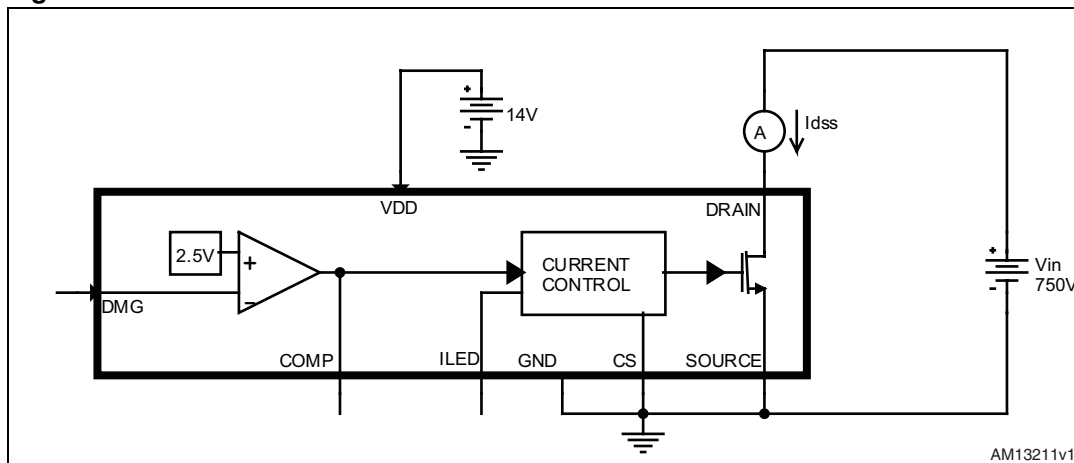 +
-
14V
A
Idss
VDD
DRAIN
2.5V
+
-
CURRENT
CONTROL
+
-
Vin
750V
DMG
COMP
ILED
GND
CS
SOURCE
AM13211v1